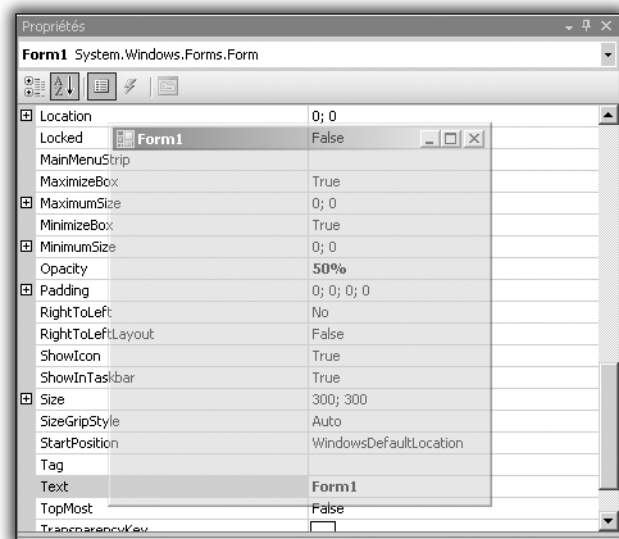 Propriétés
Form1 System.Windows.Forms.Form
Location 0; 0
Locked False
Form1
MainMenuStrip
MaximizeBox True
MaximumSize 0; 0
MinimizeBox True
MinimumSize 0; 0
Opacity 50%
Padding 0; 0; 0; 0
RightToLeft No
RightToLeftLayout False
ShowIcon True
ShowInTaskbar True
Size 300; 300
SizeGripStyle Auto
StartPosition WindowsDefaultLocation
Tag
Text Form1
TopMost False
TransparencyKey